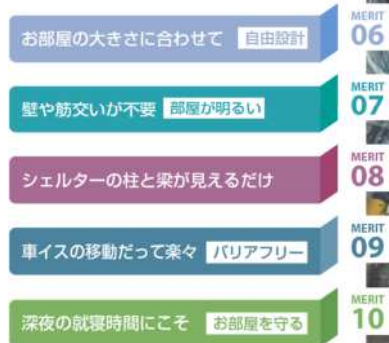 お部屋の大きさに合わせて 自由設計
MERIT
06
壁や筋交いが不要 部屋が明るい
MERIT
07
シェルターの柱と梁が見えるだけ
MERIT
08
車イスの移動だって楽々 バリアフリー
MERIT
09
深夜の就寝時間にこそ お部屋を守る
MERIT
10